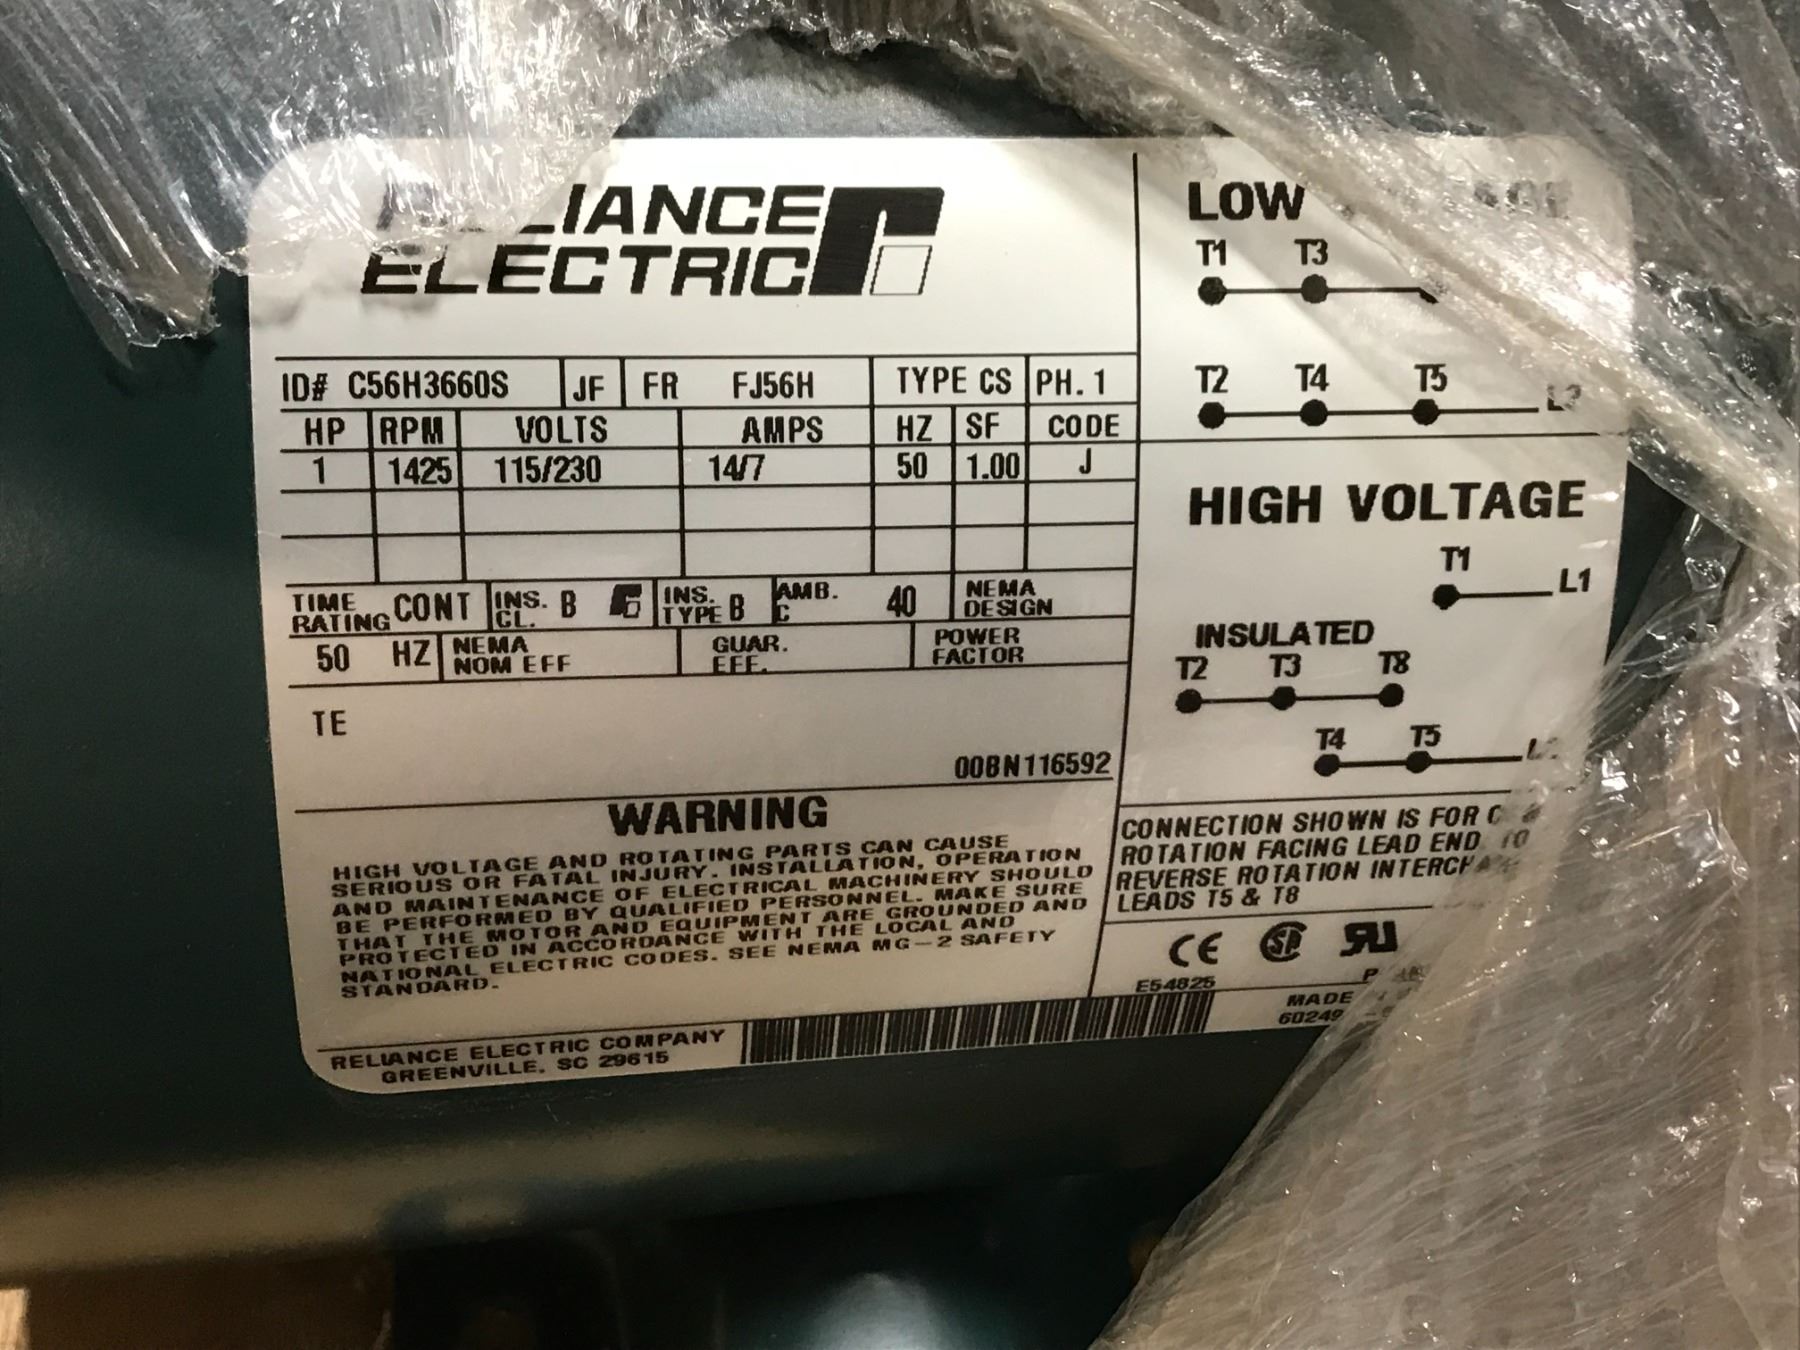 ELECTRIC
ID# C56H3660S JF FR FJ56H TYPE CS PH. 1
HP RPM VOLTS AMPS HZ SF CODE
1 1425 115/230 14/7 50 1.00 J
TIME RATING CONT INS. CL. B INS. TYPE B AMB. C 40 NEMA DESIGN
50 HZ NEMA NOM EFF GUAR. EFF. POWER FACTOR
TE
00BN116592
WARNING
HIGH VOLTAGE AND ROTATING PARTS CAN CAUSE
SERIOUS OR FATAL INJURY. INSTALLATION, OPERATION
AND MAINTENANCE OF ELECTRICAL MACHINERY SHOULD
BE PERFORMED BY QUALIFIED PERSONNEL. MAKE SURE
THAT THE MOTOR AND EQUIPMENT ARE GROUNDED AND
PROTECTED IN ACCORDANCE WITH THE LOCAL AND
NATIONAL ELECTRIC CODES. SEE NEMA MG-2 SAFETY
STANDARD.
RELIANCE ELECTRIC COMPANY
GREENVILLE, SC 29615
LOW
T1 T3
T2 T4 T5
HIGH VOLTAGE
T1
L1
INSULATED
T2 T3 T8
T4 T5
CONNECTION SHOWN IS FOR
ROTATION FACING LEAD END. TO
REVERSE ROTATION
LEADS T5 & T8
CE SP
E54825
MADE